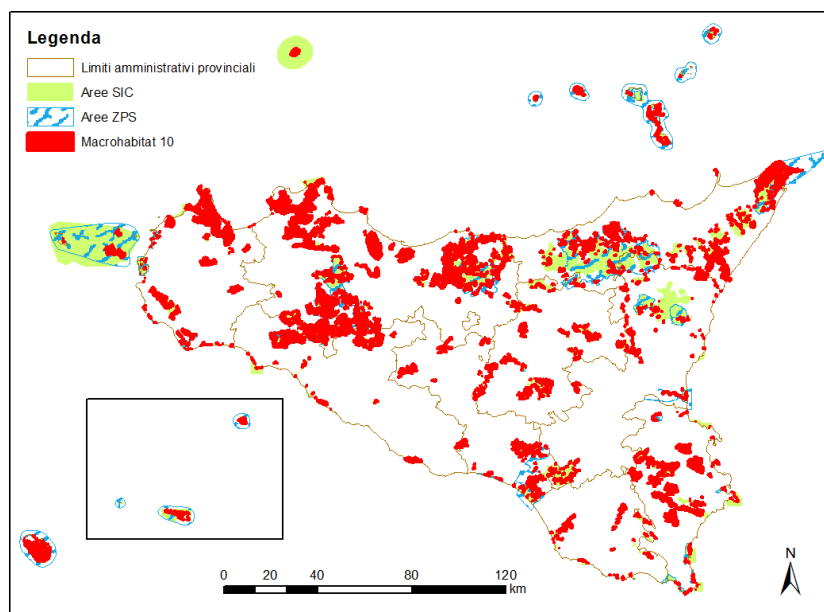 Legenda
Limiti amministrativi provinciali
Aree SIC
Aree ZPS
Macrohabitat 10
N
0 20 40 80 120
km